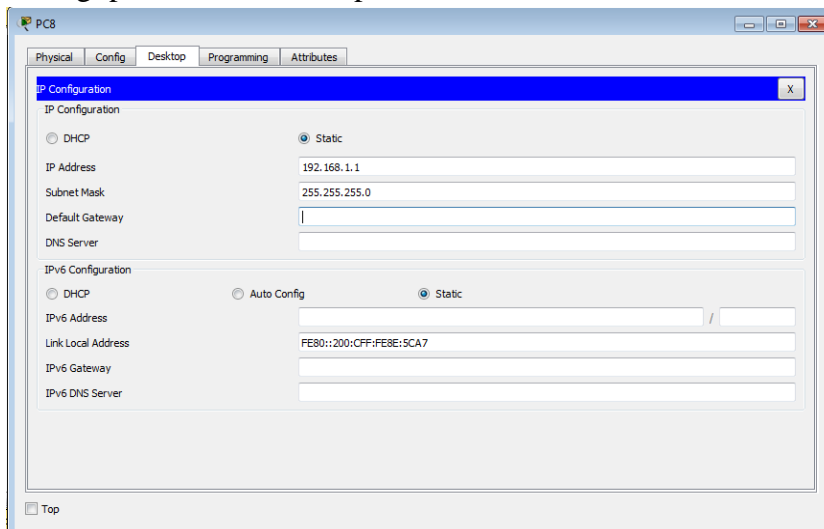 PC8
Physical Config Desktop Programming Attributes
IP Configuration X
IP Configuration
DHCP Static
IP Address 192.168.1.1
Subnet Mask 255.255.255.0
Default Gateway
DNS Server
IPv6 Configuration
DHCP Auto Config Static
IPv6 Address /
Link Local Address FE80::200:CFF:FE8E:5CA7
IPv6 Gateway
IPv6 DNS Server
Top